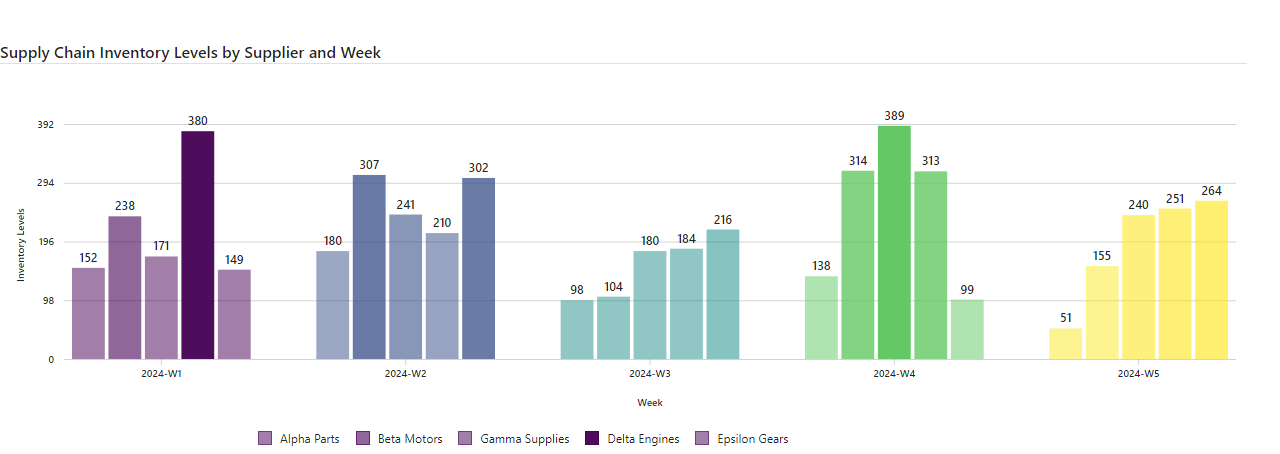 Supply Chain Inventory Levels by Supplier and Week
Inventory Levels
392
294
196
98
0
152
238
171
380
149
180
307
241
210
302
98
104
180
184
216
138
314
389
313
99
51
155
240
251
264
2024-W1
2024-W2
2024-W3
2024-W4
2024-W5
Week
Alpha Parts
Beta Motors
Gamma Supplies
Delta Engines
Epsilon Gears